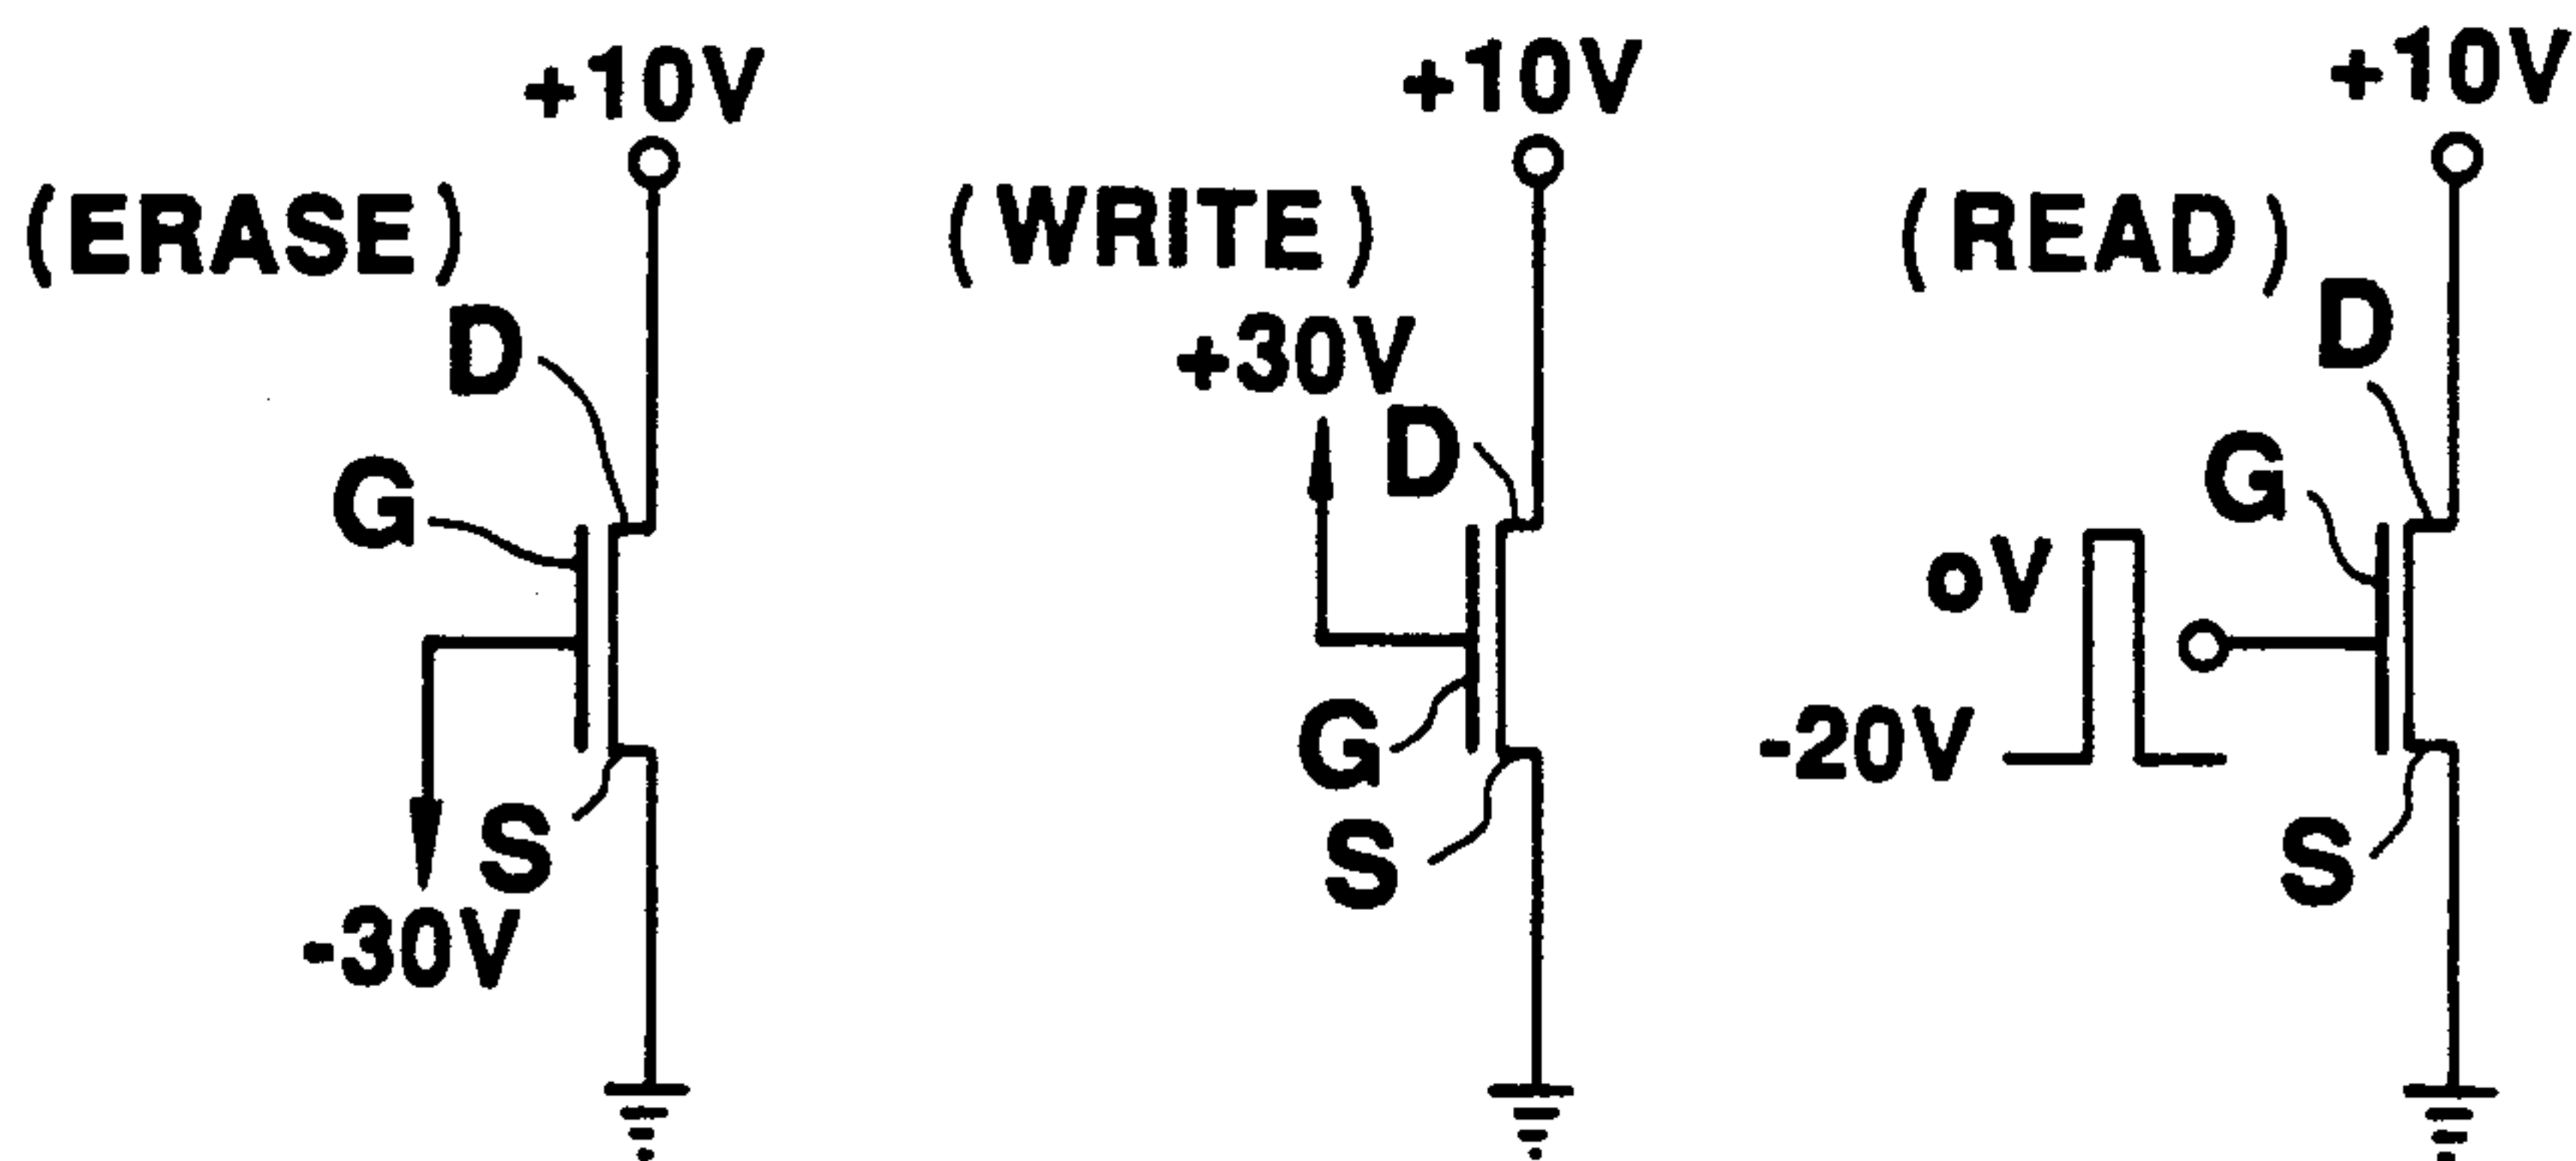 +10V
(ERASE)
D
G
S
-30V
+10V
(WRITE)
+30V
D
G
S
+10V
(READ)
D
G
oV
-20V
S